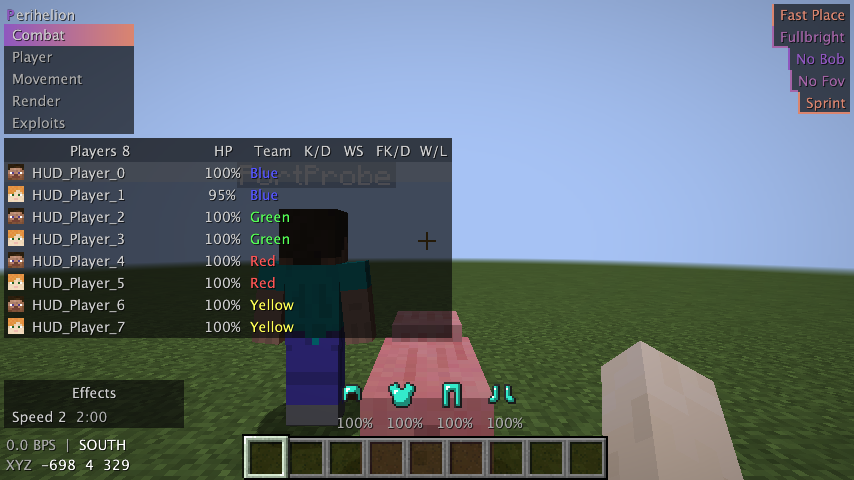 Perihelion
Combat
Player
Movement
Render
Exploits
Fast Place
Fullbright
No Bob
No Fov
Sprint
Players 8 HP Team K/D WS FK/D W/L
HUD_Player_0 100% Blue
HUD_Player_1 95% Blue
HUD_Player_2 100% Green
HUD_Player_3 100% Green
HUD_Player_4 100% Red
HUD_Player_5 100% Red
HUD_Player_6 100% Yellow
HUD_Player_7 100% Yellow
PortProbe
Effects
Speed 2 2:00
100% 100% 100% 100%
0.0 BPS | SOUTH
XYZ -698 4 329